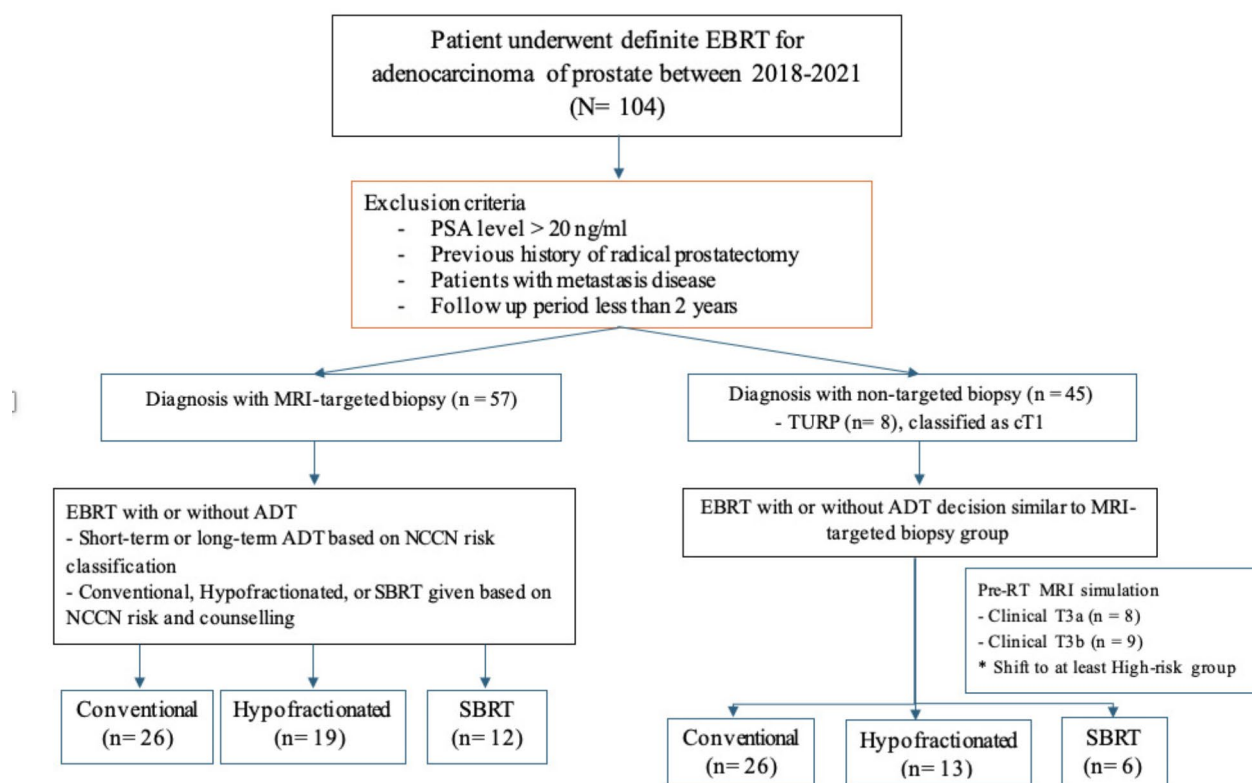 Patient underwent definite EBRT for
adenocarcinoma of prostate between 2018-2021
(N= 104)
Exclusion criteria
- PSA level > 20 ng/ml
- Previous history of radical prostatectomy
- Patients with metastasis disease
- Follow up period less than 2 years
Diagnosis with MRI-targeted biopsy (n = 57)
Diagnosis with non-targeted biopsy (n = 45)
- TURP (n= 8), classified as cT1
EBRT with or without ADT
- Short-term or long-term ADT based on NCCN risk
classification
- Conventional, Hypofractionated, or SBRT given based on
NCCN risk and counselling
EBRT with or without ADT decision similar to MRI-
targeted biopsy group
Pre-RT MRI simulation
- Clinical T3a (n = 8)
- Clinical T3b (n = 9)
* Shift to at least High-risk group
Conventional
(n= 26)
Hypofractionated
(n= 19)
SBRT
(n= 12)
Conventional
(n= 26)
Hypofractionated
(n= 13)
SBRT
(n= 6)